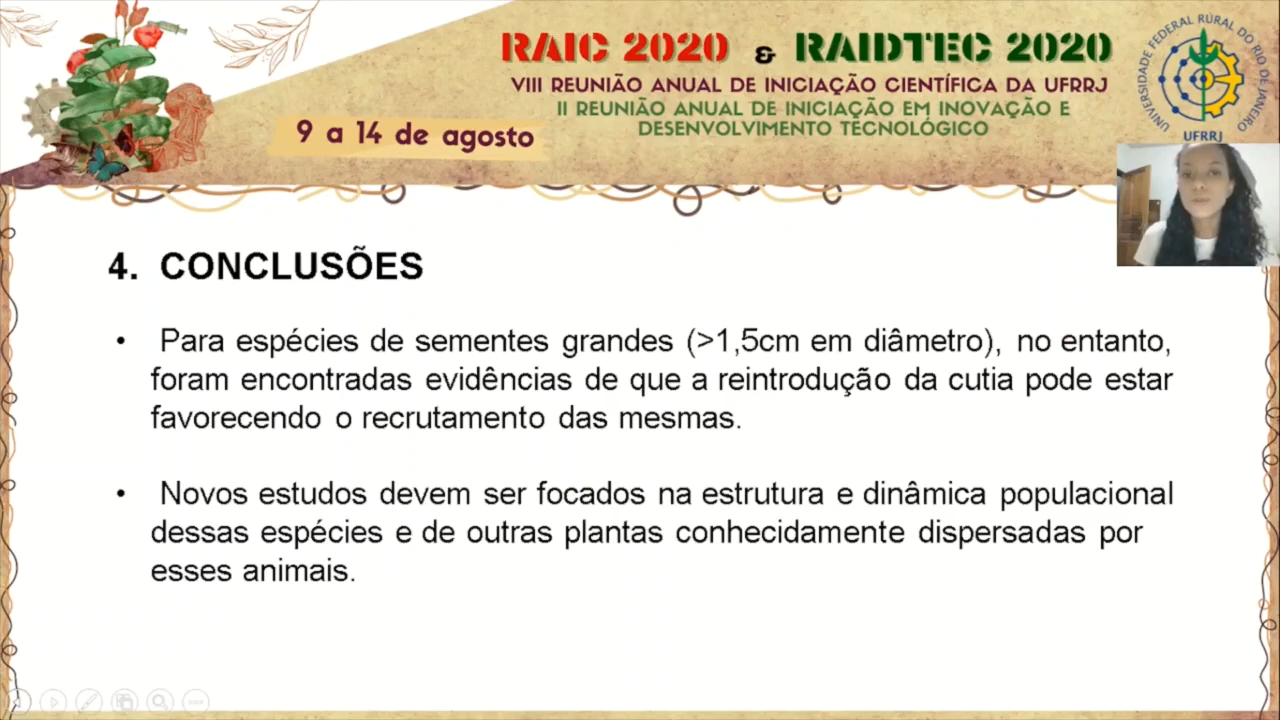 RAIC 2020 & RAIDTEC 2020
VIII REUNIÃO ANUAL DE INICIAÇÃO CIENTÍFICA DA UFRRJ
II REUNIÃO ANUAL DE INICIAÇÃO EM INOVAÇÃO E
DESENVOLVIMENTO TECNOLÓGICO
9 a 14 de agosto
UNIVERSIDADE FEDERAL RURAL DO RIO DE JANEIRO
UFRRJ
4. CONCLUSÕES
• Para espécies de sementes grandes (>1,5cm em diâmetro), no entanto,
foram encontradas evidências de que a reintrodução da cutia pode estar
favorecendo o recrutamento das mesmas.
• Novos estudos devem ser focados na estrutura e dinâmica populacional
dessas espécies e de outras plantas conhecidamente dispersadas por
esses animais.